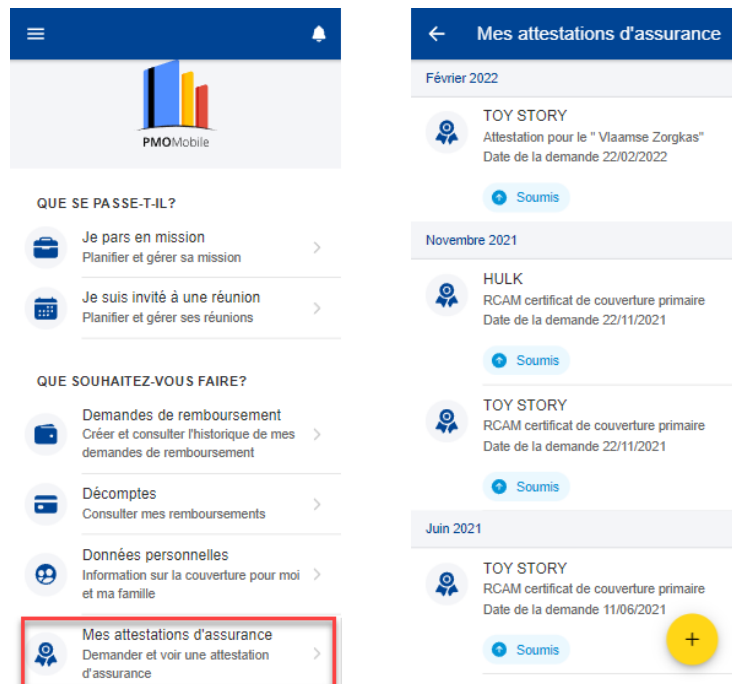 PMOMobile
QUE SE PASSE-T-IL?
Je pars en mission
Planifier et gérer sa mission
Je suis invité à une réunion
Planifier et gérer ses réunions
QUE SOUHAITEZ-VOUS FAIRE?
Demandes de remboursement
Créer et consulter l'historique de mes
demandes de remboursement
Décomptes
Consulter mes remboursements
Données personnelles
Information sur la couverture pour moi
et ma famille
Mes attestations d'assurance
Demander et voir une attestation
d'assurance
Mes attestations d'assurance
Février 2022
TOY STORY
Attestation pour le " Vlaamse Zorgkas"
Date de la demande 22/02/2022
Soumis
Novembre 2021
HULK
RCAM certificat de couverture primaire
Date de la demande 22/11/2021
Soumis
TOY STORY
RCAM certificat de couverture primaire
Date de la demande 22/11/2021
Soumis
Juin 2021
TOY STORY
RCAM certificat de couverture primaire
Date de la demande 11/06/2021
Soumis
+